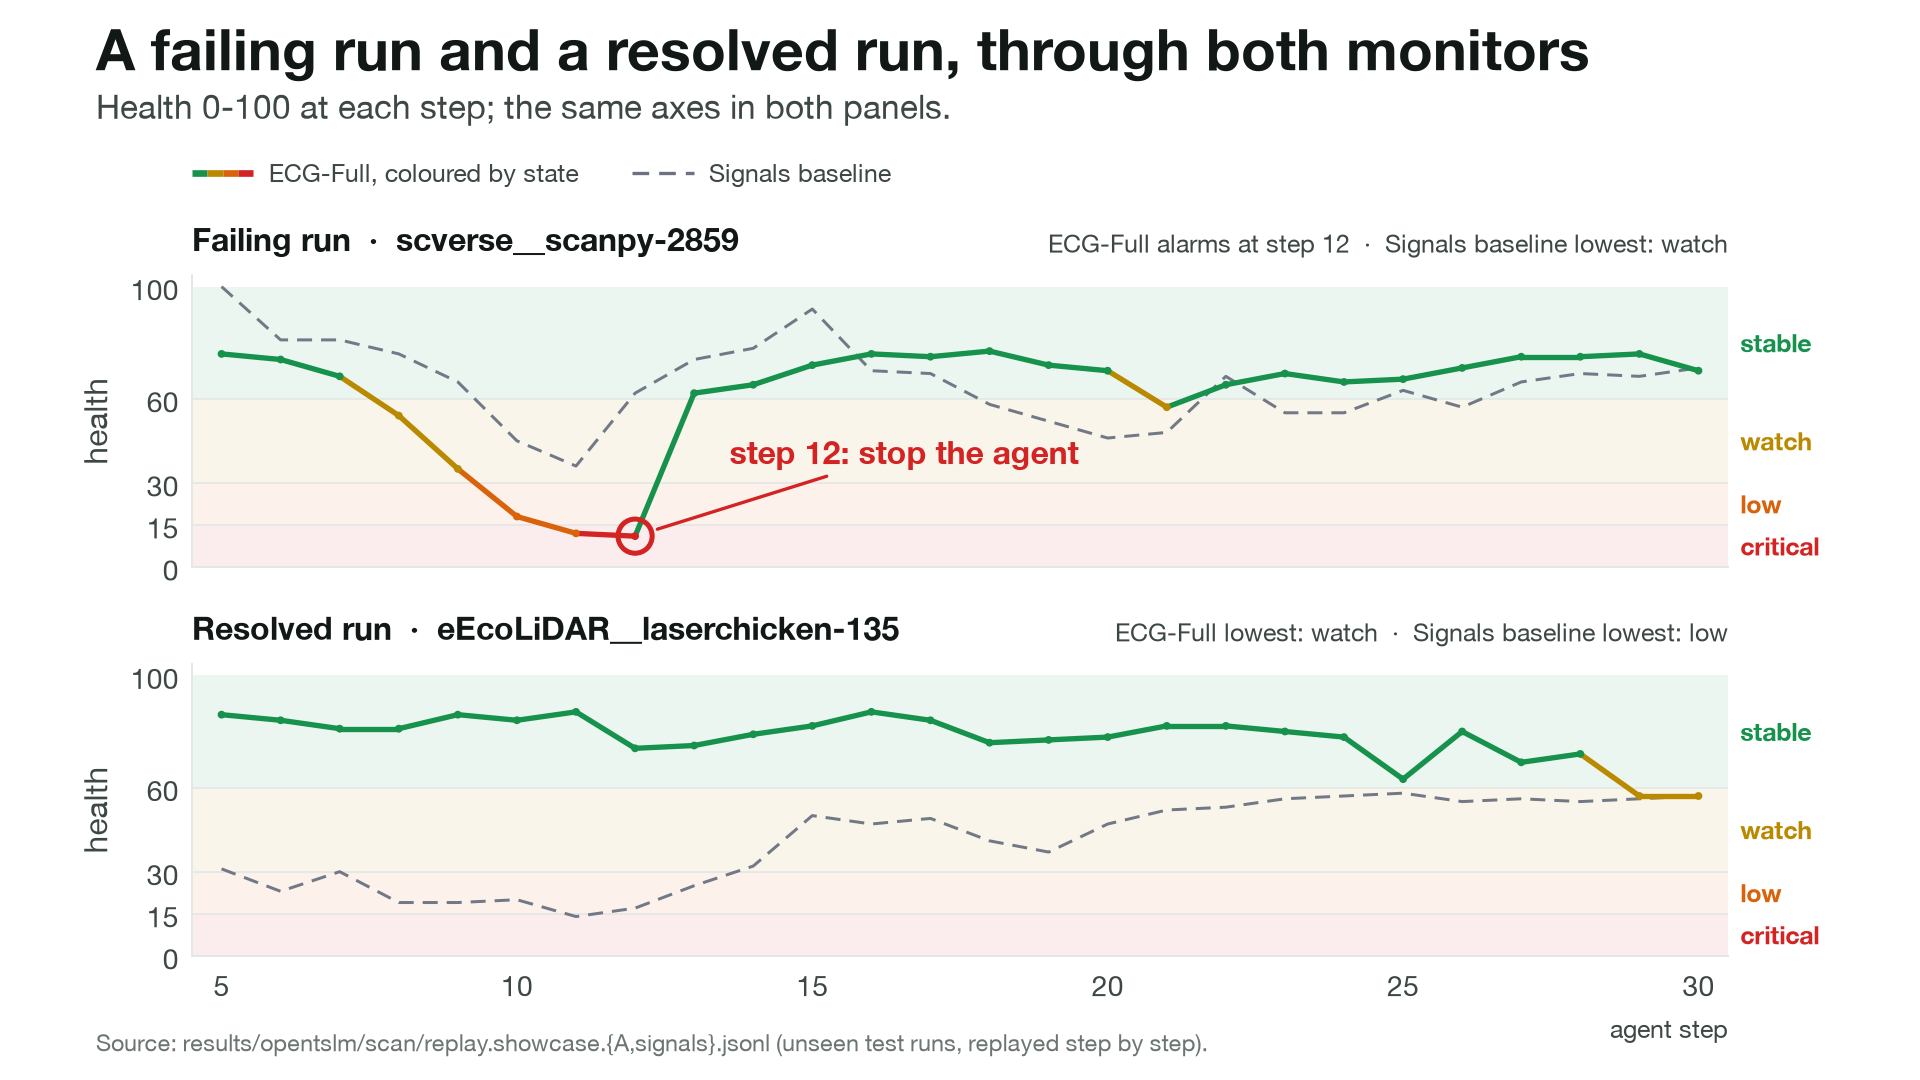 A failing run and a resolved run, through both monitors
Health 0-100 at each step; the same axes in both panels.
ECG-Full, coloured by state
Signals baseline
Failing run · scverse__scanpy-2859
ECG-Full alarms at step 12 · Signals baseline lowest: watch
100
60
30
15
0
health
step 12: stop the agent
stable
watch
low
critical
Resolved run · eEcoLiDAR__laserchicken-135
ECG-Full lowest: watch · Signals baseline lowest: low
100
60
30
15
0
health
stable
watch
low
critical
5 10 15 20 25 30
agent step
Source: results/opentslm/scan/replay.showcase.{A,signals}.jsonl (unseen test runs, replayed step by step).